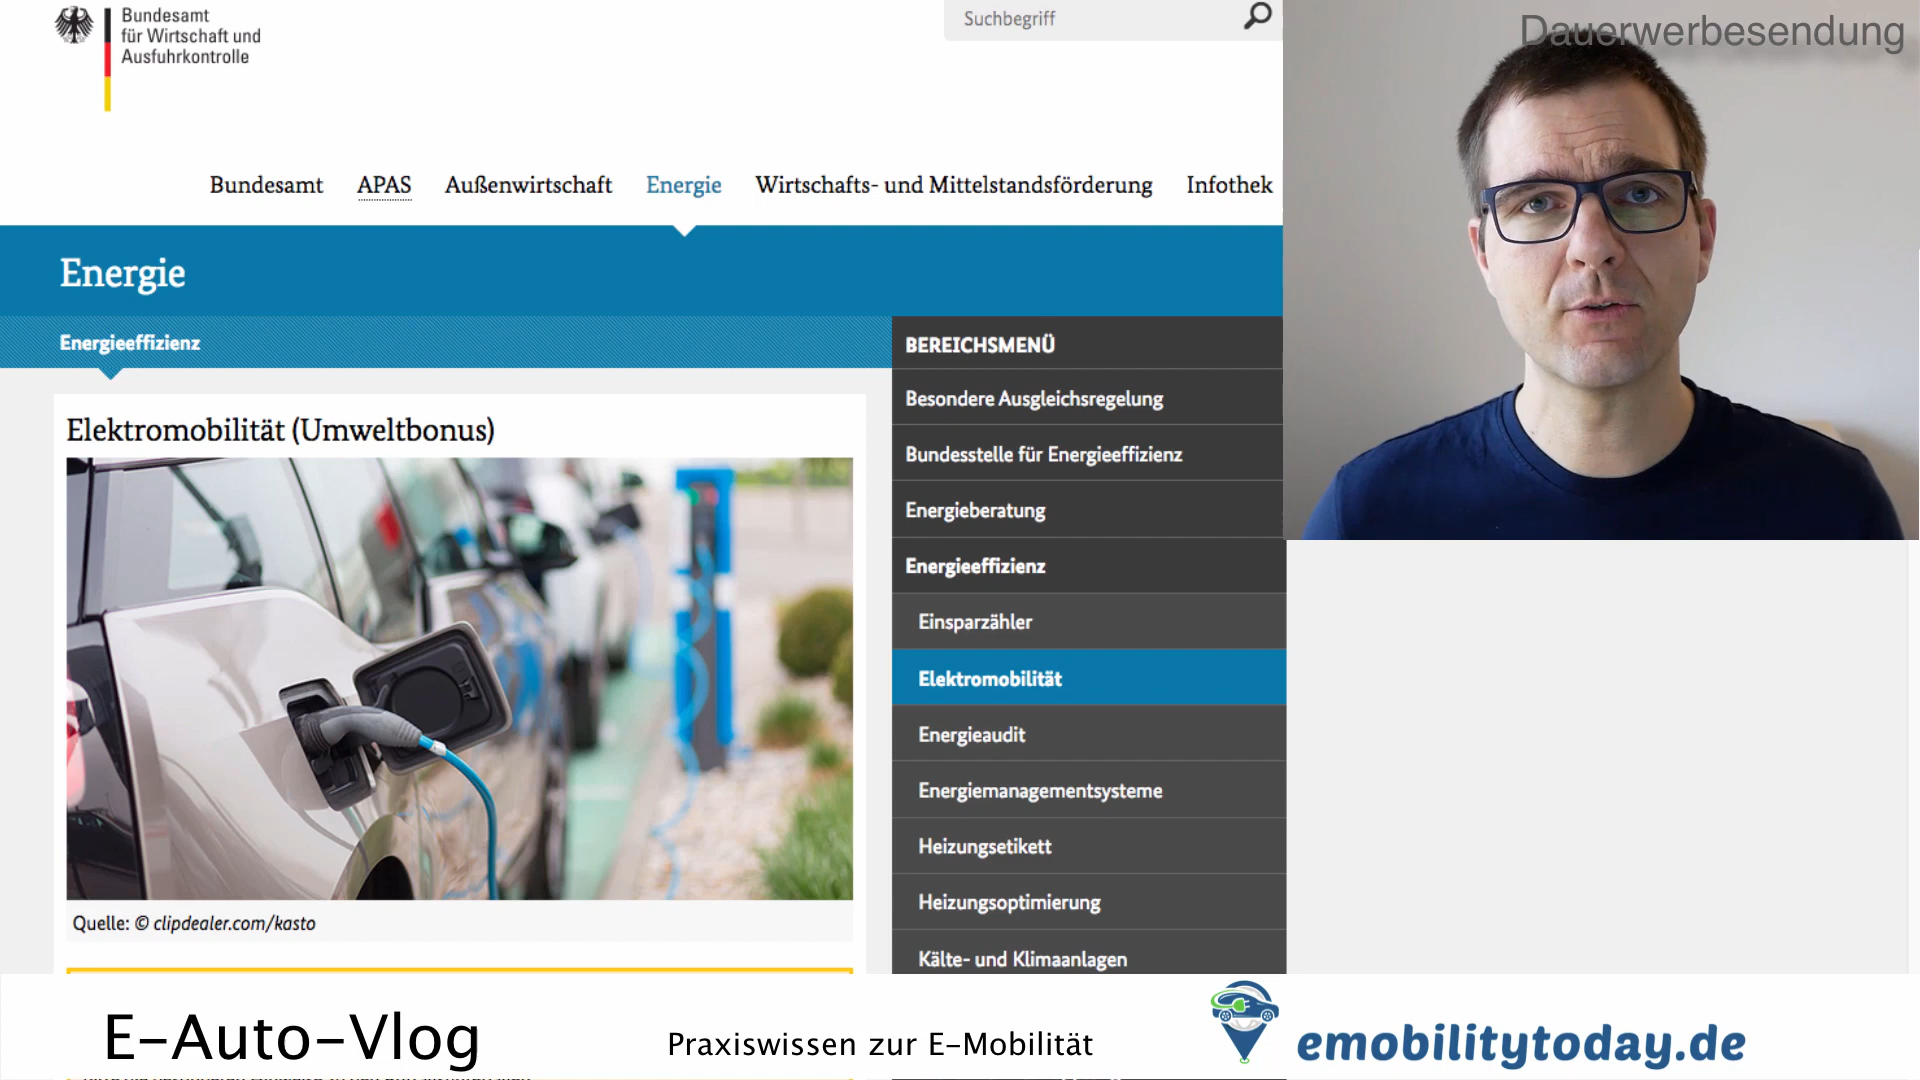 Bundesamt
für Wirtschaft und
Ausfuhrkontrolle
Suchbegriff
Dauerwerbesendung
Bundesamt APAS Außenwirtschaft Energie Wirtschafts- und Mittelstandsförderung Infothek
Energie
Energieeffizienz
Elektromobilität (Umweltbonus)
Quelle: © clipdealer.com/kasto
BEREICHSMENÜ
Besondere Ausgleichsregelung
Bundesstelle für Energieeffizienz
Energieberatung
Energieeffizienz
Einsparzähler
Elektromobilität
Energieaudit
Energiemanagementsysteme
Heizungsetikett
Heizungsoptimierung
Kälte- und Klimaanlagen
E-Auto-Vlog
Praxiswissen zur E-Mobilität
emobilitytoday.de